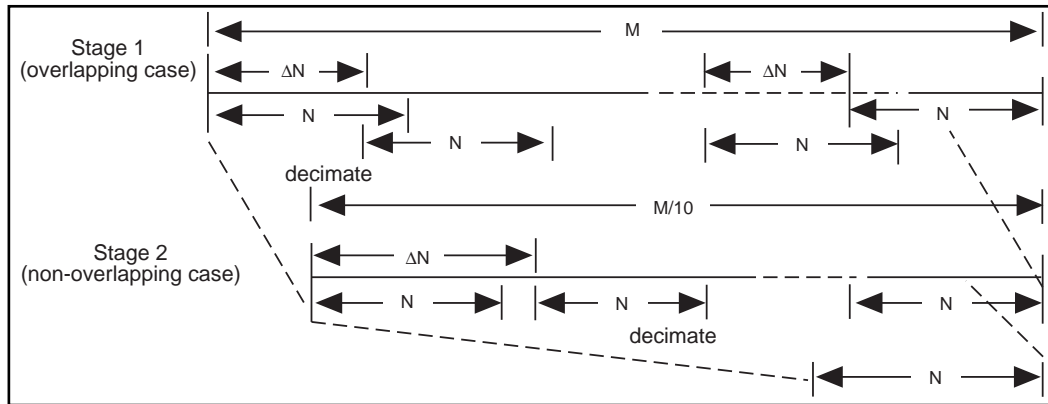 M
Stage 1
(overlapping case)
ΔN ΔN
N N
N N
decimate
M/10
Stage 2
(non-overlapping case)
ΔN
N N N
decimate
N